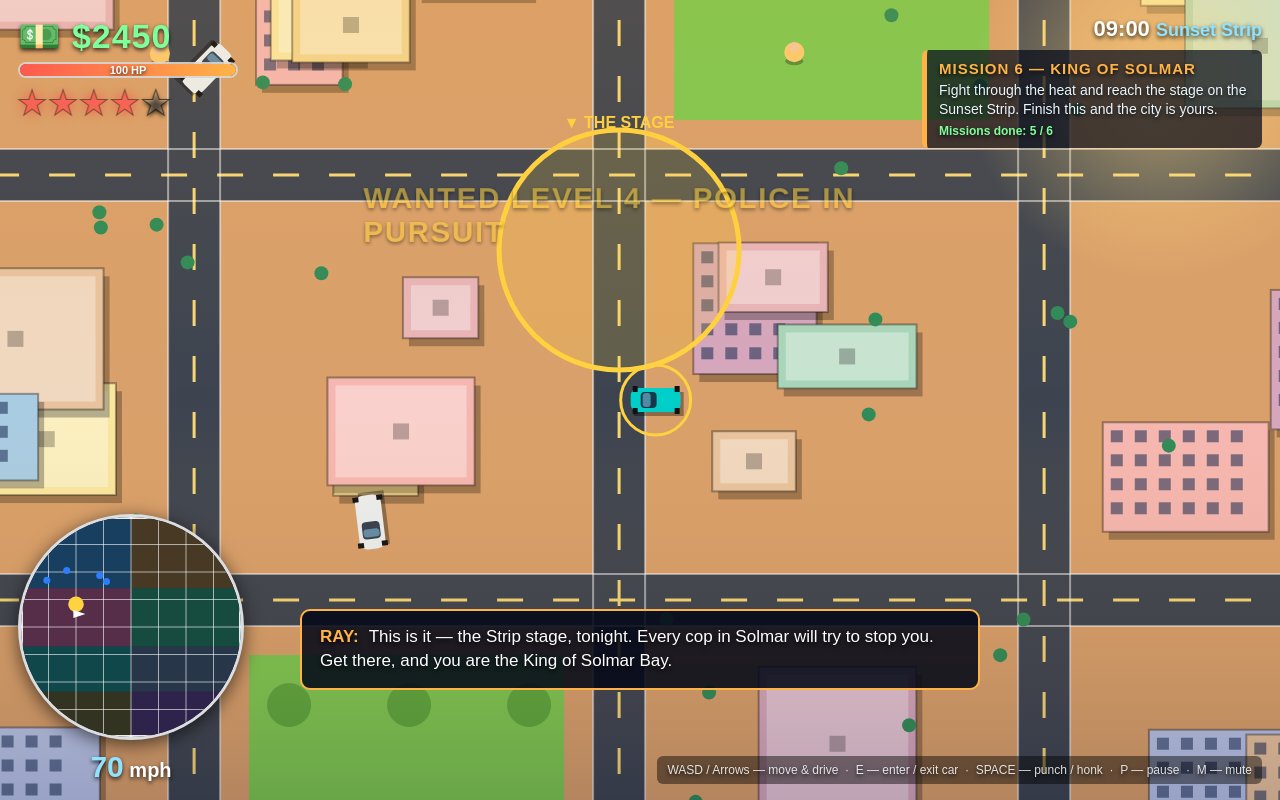 $2450
100 HP
09:00 Sunset Strip
MISSION 6 — KING OF SOLMAR
Fight through the heat and reach the stage on the
Sunset Strip. Finish this and the city is yours.
Missions done: 5 / 6
▼ THE STAGE
WANTED LEVEL 4 — POLICE IN
PURSUIT
RAY: This is it — the Strip stage, tonight. Every cop in Solmar will try to stop you.
Get there, and you are the King of Solmar Bay.
70 mph
WASD / Arrows — move & drive · E — enter / exit car · SPACE — punch / honk · P — pause · M — mute